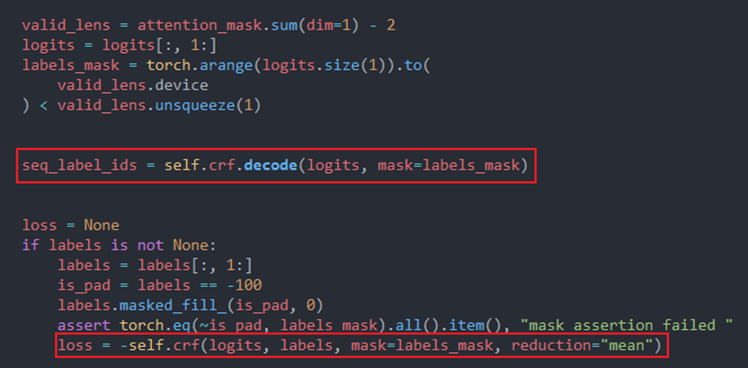 valid_lens = attention_mask.sum(dim=1) - 2
logits = logits[:, 1:]
labels_mask = torch.arange(logits.size(1)).to(
    valid_lens.device
) < valid_lens.unsqueeze(1)
seq_label_ids = self.crf.decode(logits, mask=labels_mask)
loss = None
if labels is not None:
    labels = labels[:, 1:]
    is_pad = labels == -100
    labels.masked_fill_(is_pad, 0)
    assert torch.eq(~is_pad, labels_mask).all().item(), "mask assertion failed "
    loss = -self.crf(logits, labels, mask=labels_mask, reduction="mean")